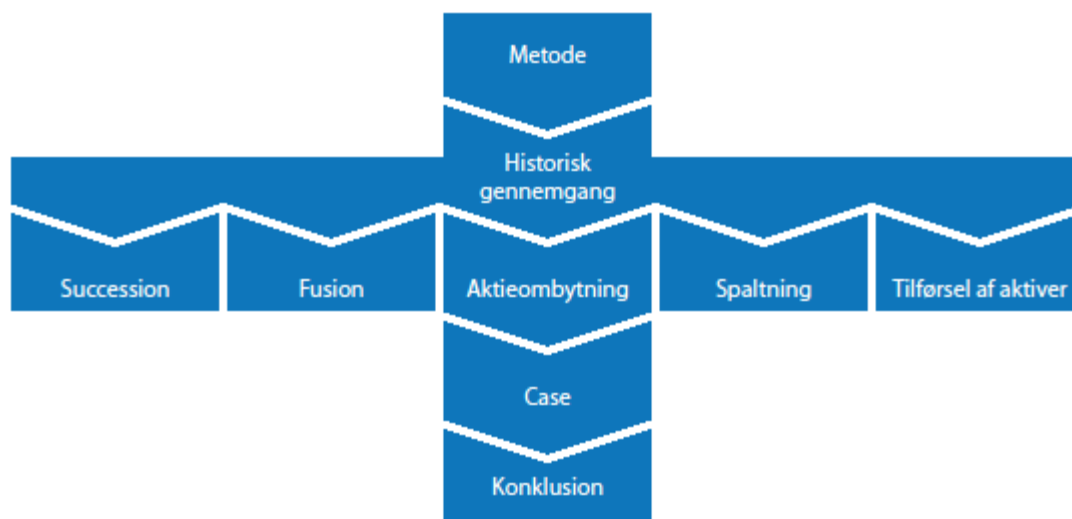 Metode
Historisk
gennemgang
Succession
Fusion
Aktieombytning
Spaltning
Tilførsel af aktiver
Case
Konklusion